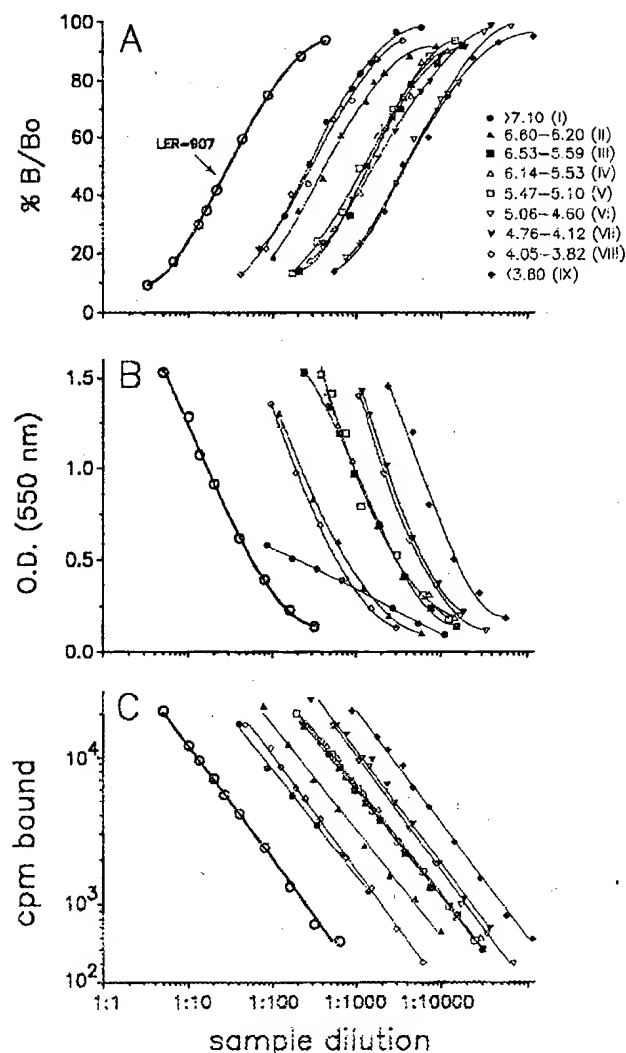 A
% B/Bo
100
80
60
40
20
0
LER-907
>7.10 (I)
6.60-6.20 (II)
6.53-5.59 (III)
6.14-5.53 (IV)
5.47-5.10 (V)
5.06-4.60 (VI)
4.76-4.12 (VII)
4.05-3.82 (VIII)
<3.80 (IX)
B
O.D. (550 nm)
1.5
1.0
0.5
0.0
C
cpm bound
10⁴
10³
10²
1:1
1:10
1:100
1:1000
1:10000
sample dilution